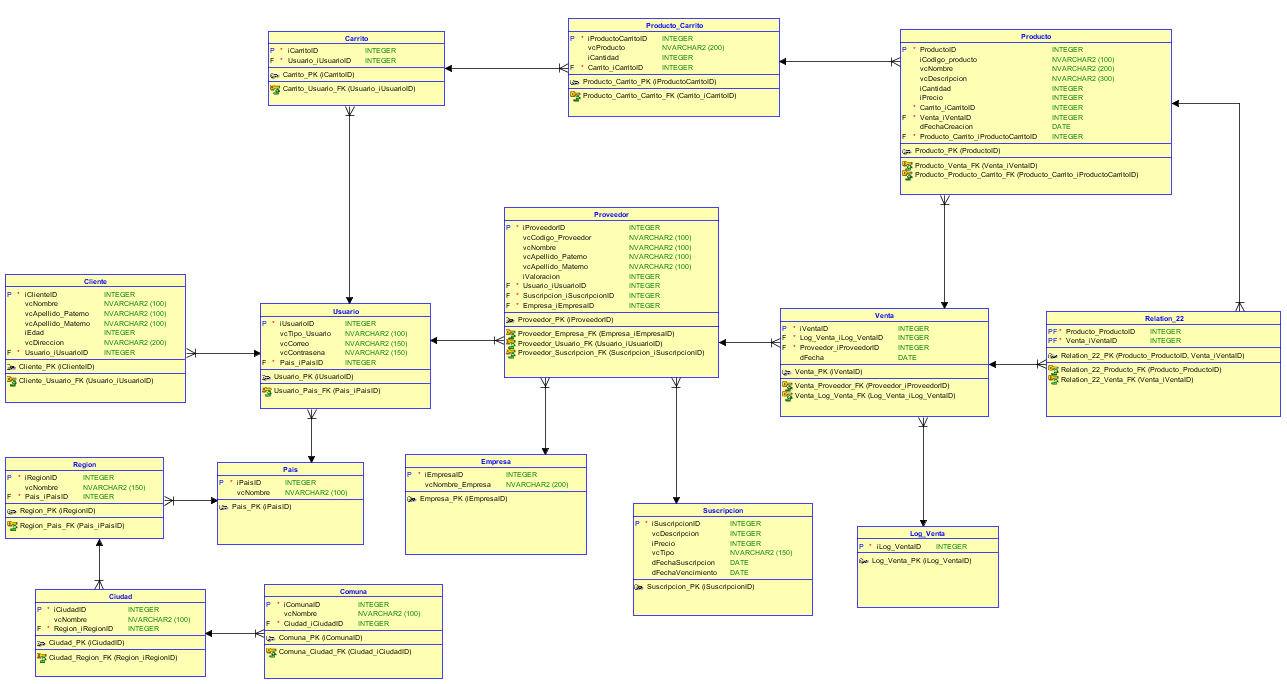 Carrito
P * iCarritoID INTEGER
F * Usuario_iUsuarioID INTEGER
Carrito_PK (iCarritoID)
Carrito_Usuario_FK (Usuario_iUsuarioID)
Producto_Carrito
P * iProductoCarritoID INTEGER
vcProducto NVARCHAR2 (200)
iCantidad INTEGER
F * Carrito_iCarritoID INTEGER
Producto_Carrito_PK (iProductoCarritoID)
Producto_Carrito_Carrito_FK (Carrito_iCarritoID)
Producto
P * ProductoID INTEGER
iCodigo_producto NVARCHAR2 (100)
vcNombre NVARCHAR2 (200)
vcDescripcion NVARCHAR2 (300)
iCantidad INTEGER
iPrecio INTEGER
* Carrito_iCarritoID INTEGER
F * Venta_iVentaID INTEGER
dFechaCreacion DATE
F * Producto_Carrito_iProductoCarritoID INTEGER
Producto_PK (ProductoID)
Producto_Venta_FK (Venta_iVentaID)
Producto_Producto_Carrito_FK (Producto_Carrito_iProductoCarritoID)
Proveedor
P * iProveedorID INTEGER
vcCodigo_Proveedor NVARCHAR2 (100)
vcNombre NVARCHAR2 (100)
vcApellido_Paterno NVARCHAR2 (100)
vcApellido_Materno NVARCHAR2 (100)
iValoracion INTEGER
F * Usuario_iUsuarioID INTEGER
F * Suscripcion_iSuscripcionID INTEGER
F * Empresa_iEmpresaID INTEGER
Proveedor_PK (iProveedorID)
Proveedor_Empresa_FK (Empresa_iEmpresaID)
Proveedor_Usuario_FK (Usuario_iUsuarioID)
Proveedor_Suscripcion_FK (Suscripcion_iSuscripcionID)
Cliente
P * iClienteID INTEGER
vcNombre NVARCHAR2 (100)
vcApellido_Paterno NVARCHAR2 (100)
vcApellido_Materno NVARCHAR2 (100)
iEdad INTEGER
vcDireccion NVARCHAR2 (200)
F * Usuario_iUsuarioID INTEGER
Cliente_PK (iClienteID)
Cliente_Usuario_FK (Usuario_iUsuarioID)
Usuario
P * iUsuarioID INTEGER
vcTipo_Usuario NVARCHAR2 (100)
vcCorreo NVARCHAR2 (150)
vcContrasena NVARCHAR2 (150)
F * Pais_iPaisID INTEGER
Usuario_PK (iUsuarioID)
Usuario_Pais_FK (Pais_iPaisID)
Venta
P * iVentaID INTEGER
F * Log_Venta_iLog_VentaID INTEGER
F * Proveedor_iProveedorID INTEGER
dFecha DATE
Venta_PK (iVentaID)
Venta_Proveedor_FK (Proveedor_iProveedorID)
Venta_Log_Venta_FK (Log_Venta_iLog_VentaID)
Relation_22
PF * Producto_ProductoID INTEGER
PF * Venta_iVentaID INTEGER
Relation_22_PK (Producto_ProductoID, Venta_iVentaID)
Relation_22_Producto_FK (Producto_ProductoID)
Relation_22_Venta_FK (Venta_iVentaID)
Region
P * iRegionID INTEGER
vcNombre NVARCHAR2 (150)
F * Pais_iPaisID INTEGER
Region_PK (iRegionID)
Region_Pais_FK (Pais_iPaisID)
Pais
P * iPaisID INTEGER
vcNombre NVARCHAR2 (100)
Pais_PK (iPaisID)
Empresa
P * iEmpresaID INTEGER
vcNombre_Empresa NVARCHAR2 (200)
Empresa_PK (iEmpresaID)
Suscripcion
P * iSuscripcionID INTEGER
vcDescripcion INTEGER
iPrecio INTEGER
vcTipo NVARCHAR2 (150)
dFechaSuscripcion DATE
dFechaVencimiento DATE
Suscripcion_PK (iSuscripcionID)
Log_Venta
P * iLog_VentaID INTEGER
Log_Venta_PK (iLog_VentaID)
Ciudad
P * iCiudadID INTEGER
vcNombre NVARCHAR2 (100)
F * Region_iRegionID INTEGER
Ciudad_PK (iCiudadID)
Ciudad_Region_FK (Region_iRegionID)
Comuna
P * iComunaID INTEGER
vcNombre NVARCHAR2 (100)
F * Ciudad_iCiudadID INTEGER
Comuna_PK (iComunaID)
Comuna_Ciudad_FK (Ciudad_iCiudadID)